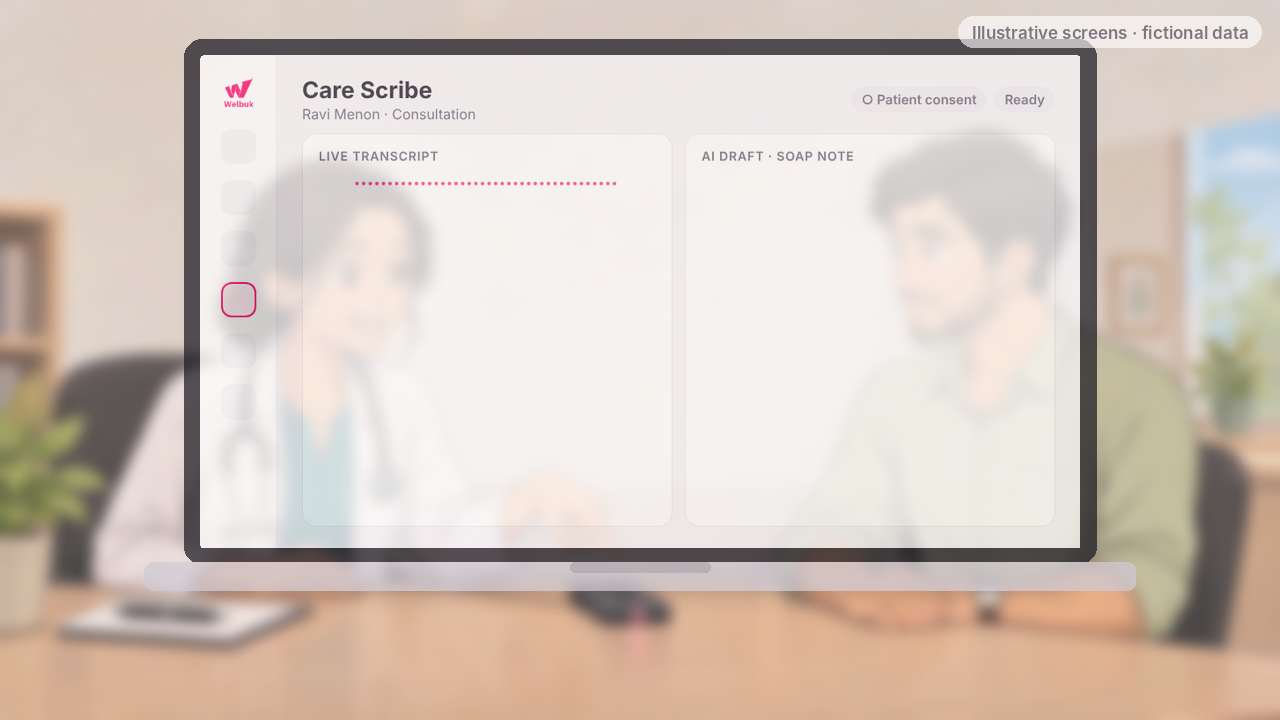 Illustrative screens · fictional data
Welbuk
Care Scribe
Ravi Menon · Consultation
Patient consent
Ready
LIVE TRANSCRIPT
AI DRAFT · SOAP NOTE